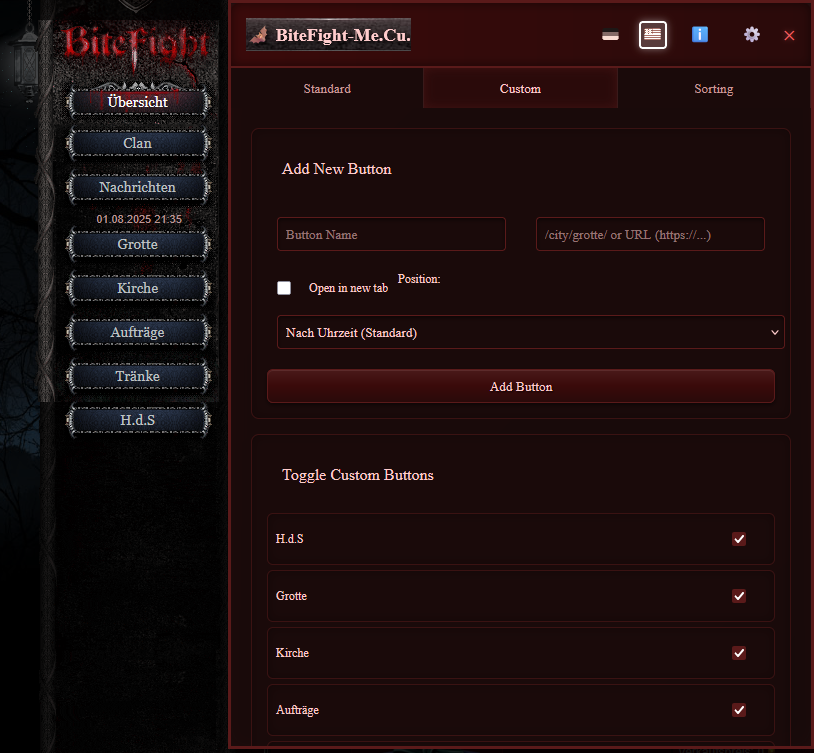 BiteFight
Übersicht
Clan
Nachrichten
01.08.2025 21:35
Grotte
Kirche
Aufträge
Tränke
H.d.S
BiteFight-Me.Cu.
Standard
Custom
Sorting
Add New Button
Button Name
/city/grotte/ or URL (https://...)
Open in new tab
Position:
Nach Uhrzeit (Standard)
Add Button
Toggle Custom Buttons
H.d.S
Grotte
Kirche
Aufträge